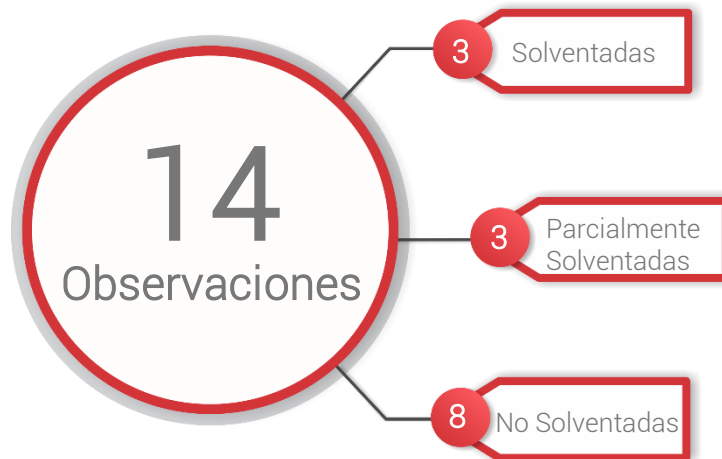 14
Observaciones
3
Solventadas
3
Parcialmente
Solventadas
8
No Solventadas